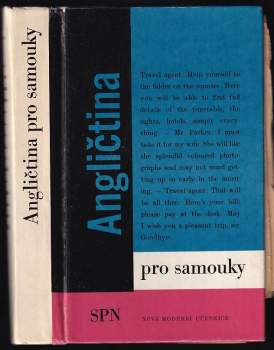 Angličtina pro samouky
Angličtina
Travel agent: Help yourself to
the folder on the counter. Here
you will be able to find full
details of the timetable, the
sights, hotels, simply every-
thing. – Mr. Parker: I must
take it for my wife. She will like
the splendid coloured photo-
graphs and may not mind get-
ting up so early in the morn-
ing. – Travel agent: That will
be all then. Here's your bill,
please pay at the desk. May
I wish you a pleasant trip, sir.
Goodbye.
pro samouky
SPN
NOVÁ MODERNÍ UČEBNICE